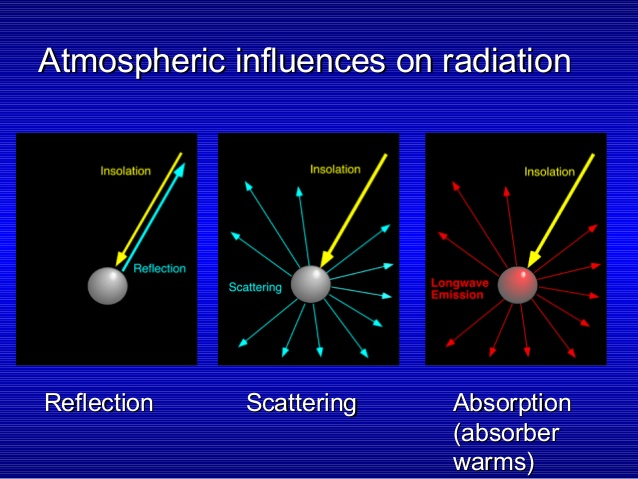 Atmospheric influences on radiation
Insolation
Reflection
Insolation
Scattering
Insolation
Longwave
Emission
Reflection
Scattering
Absorption
(absorber
warms)